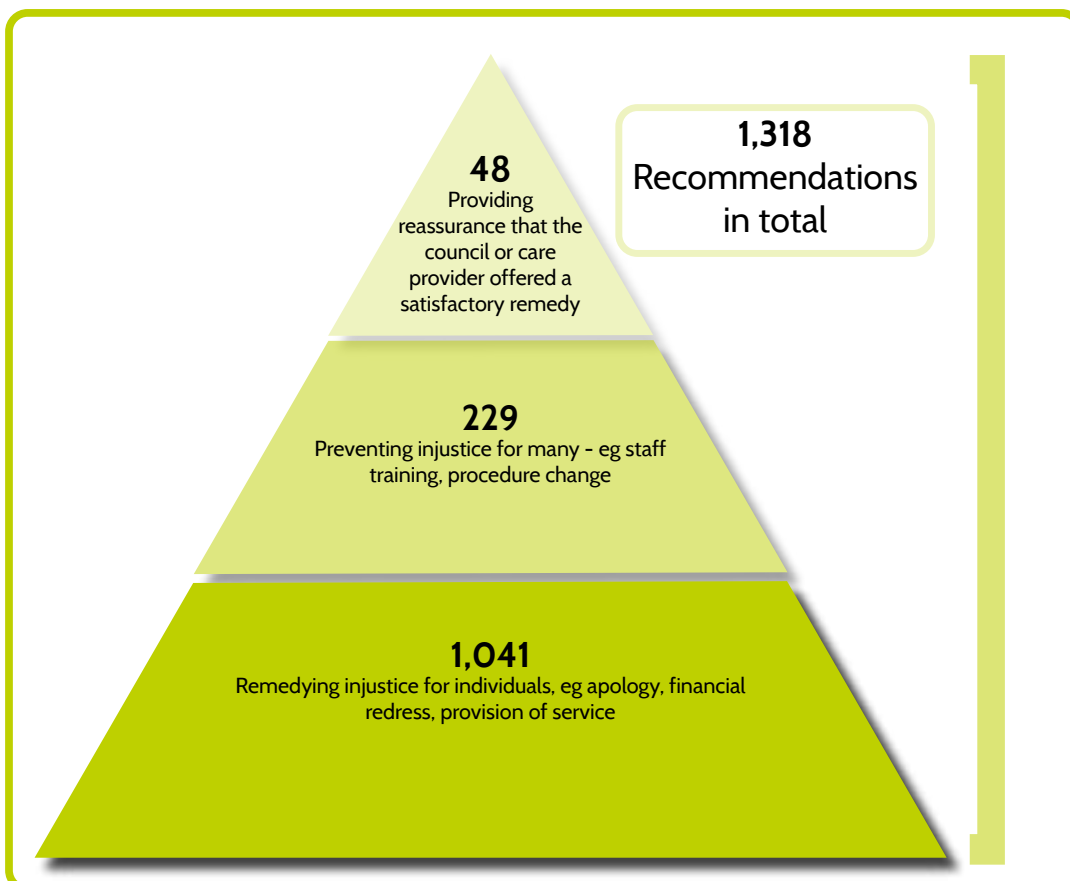 1,318
Recommendations
in total
48
Providing
reassurance that the
council or care
provider offered a
satisfactory remedy
229
Preventing injustice for many - eg staff
training, procedure change
1,041
Remedying injustice for individuals, eg apology, financial
redress, provision of service